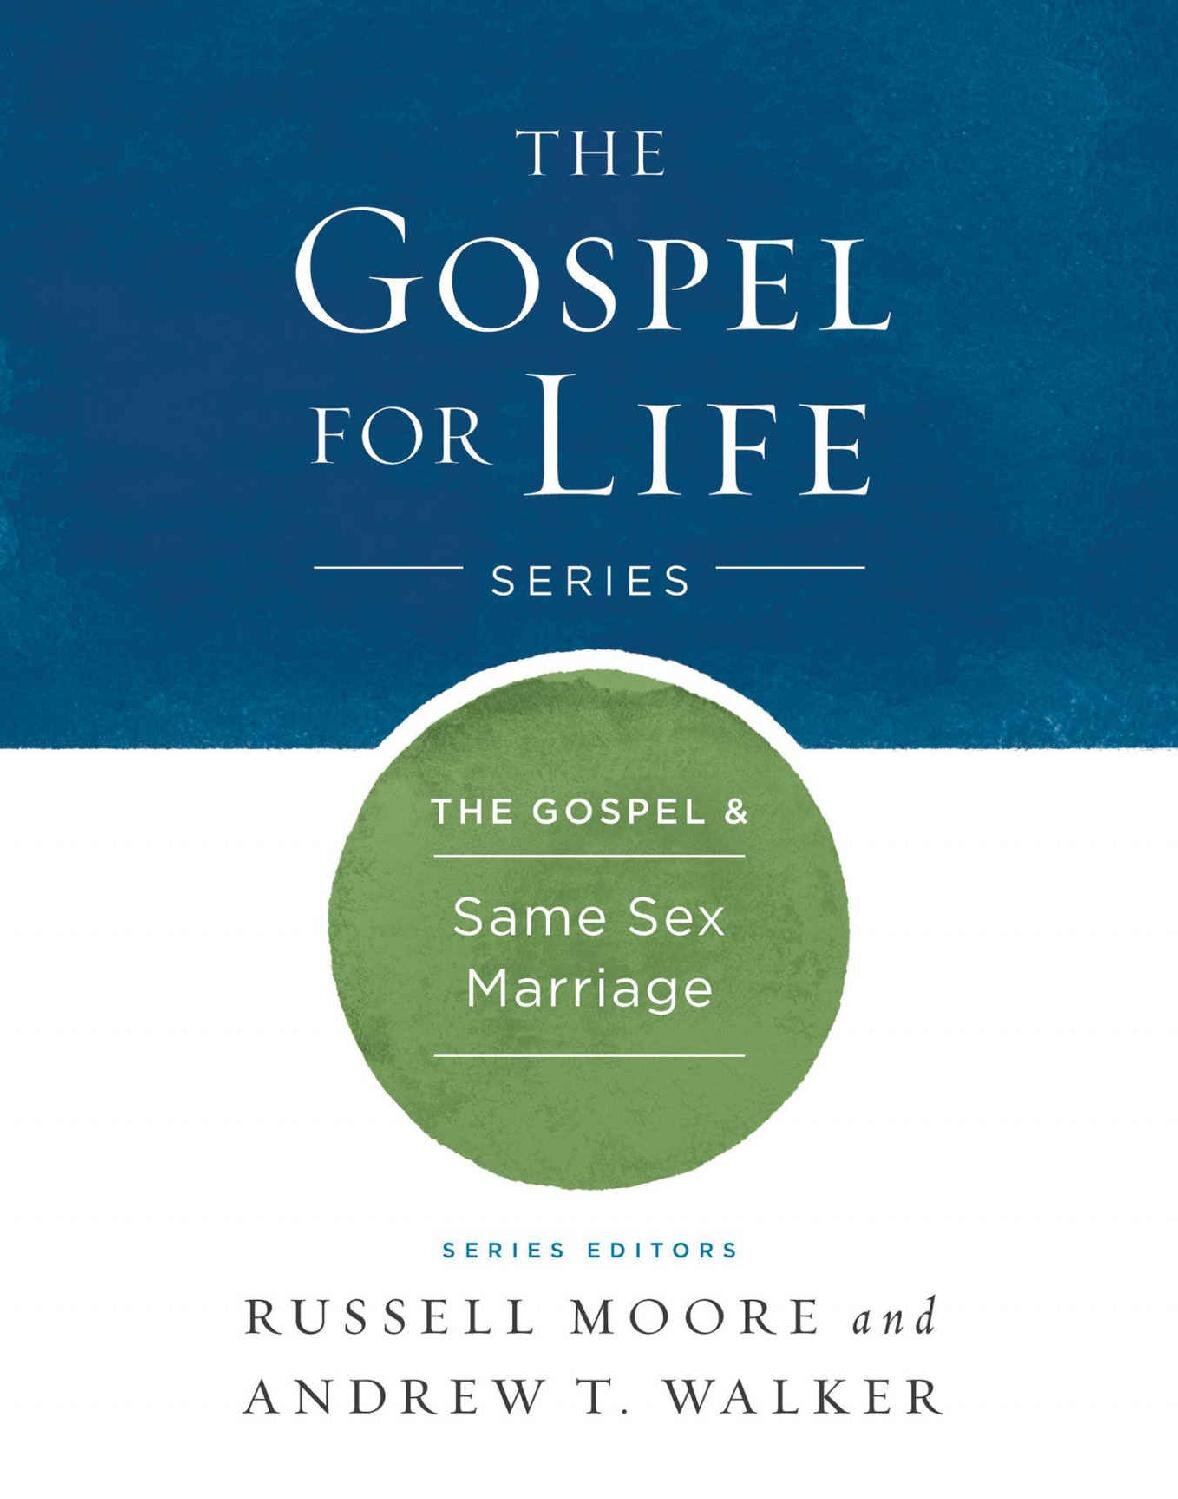 THE
GOSPEL
FOR LIFE
SERIES
THE GOSPEL &
Same Sex
Marriage
SERIES EDITORS
RUSSELL MOORE and
ANDREW T. WALKER